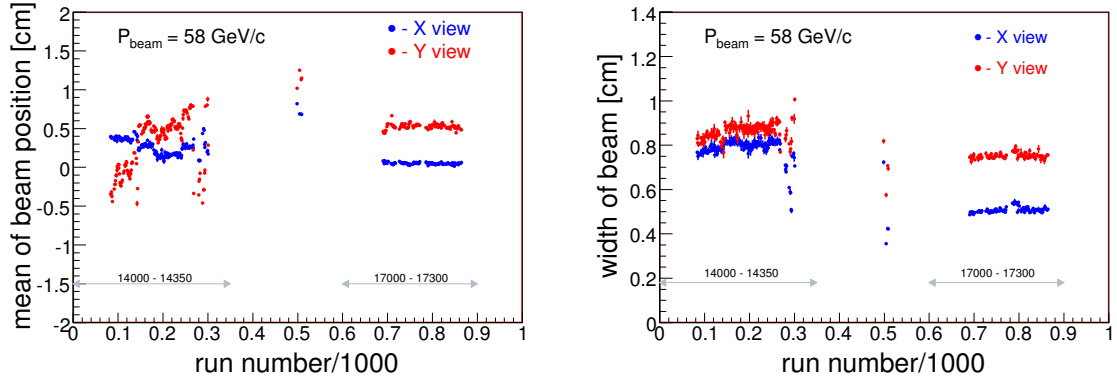 mean of beam position [cm]
2
1.5
1
0.5
0
-0.5
-1
-1.5
-2
P_beam = 58 GeV/c
- X view
- Y view
14000 - 14350
17000 - 17300
0 0.1 0.2 0.3 0.4 0.5 0.6 0.7 0.8 0.9 1
run number/1000
width of beam [cm]
1.4
1.2
1
0.8
0.6
0.4
0.2
0
P_beam = 58 GeV/c
- X view
- Y view
14000 - 14350
17000 - 17300
0 0.1 0.2 0.3 0.4 0.5 0.6 0.7 0.8 0.9 1
run number/1000